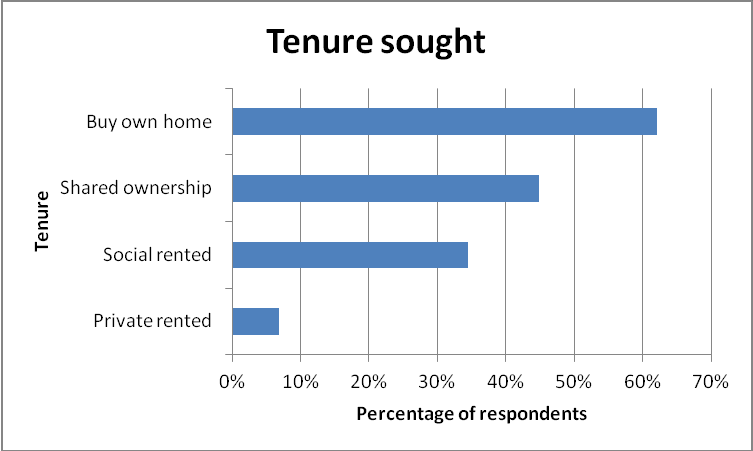 Tenure sought
Tenure
Buy own home
Shared ownership
Social rented
Private rented
0% 10% 20% 30% 40% 50% 60% 70%
Percentage of respondents